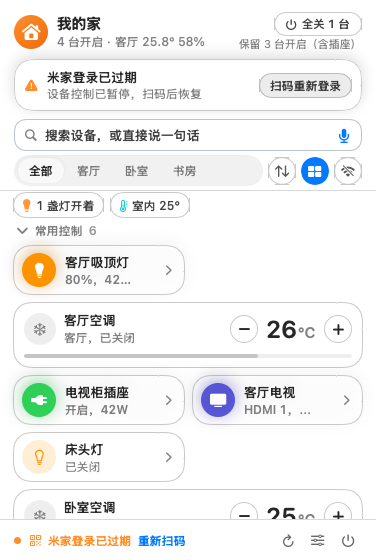 我的家
4 台开启 · 客厅 25.8° 58%
全关 1 台
保留 3 台开启（含插座）
米家登录已过期
设备控制已暂停，扫码后恢复
扫码重新登录
搜索设备，或直接说一句话
全部 客厅 卧室 书房
1 盏灯开着 室内 25°
常用控制 6
客厅吸顶灯
80%，42...
客厅空调
客厅，已关闭
26°C
电视柜插座
开启，42W
客厅电视
HDMI 1，...
床头灯
已关闭
卧室空调
25°C
米家登录已过期 重新扫码